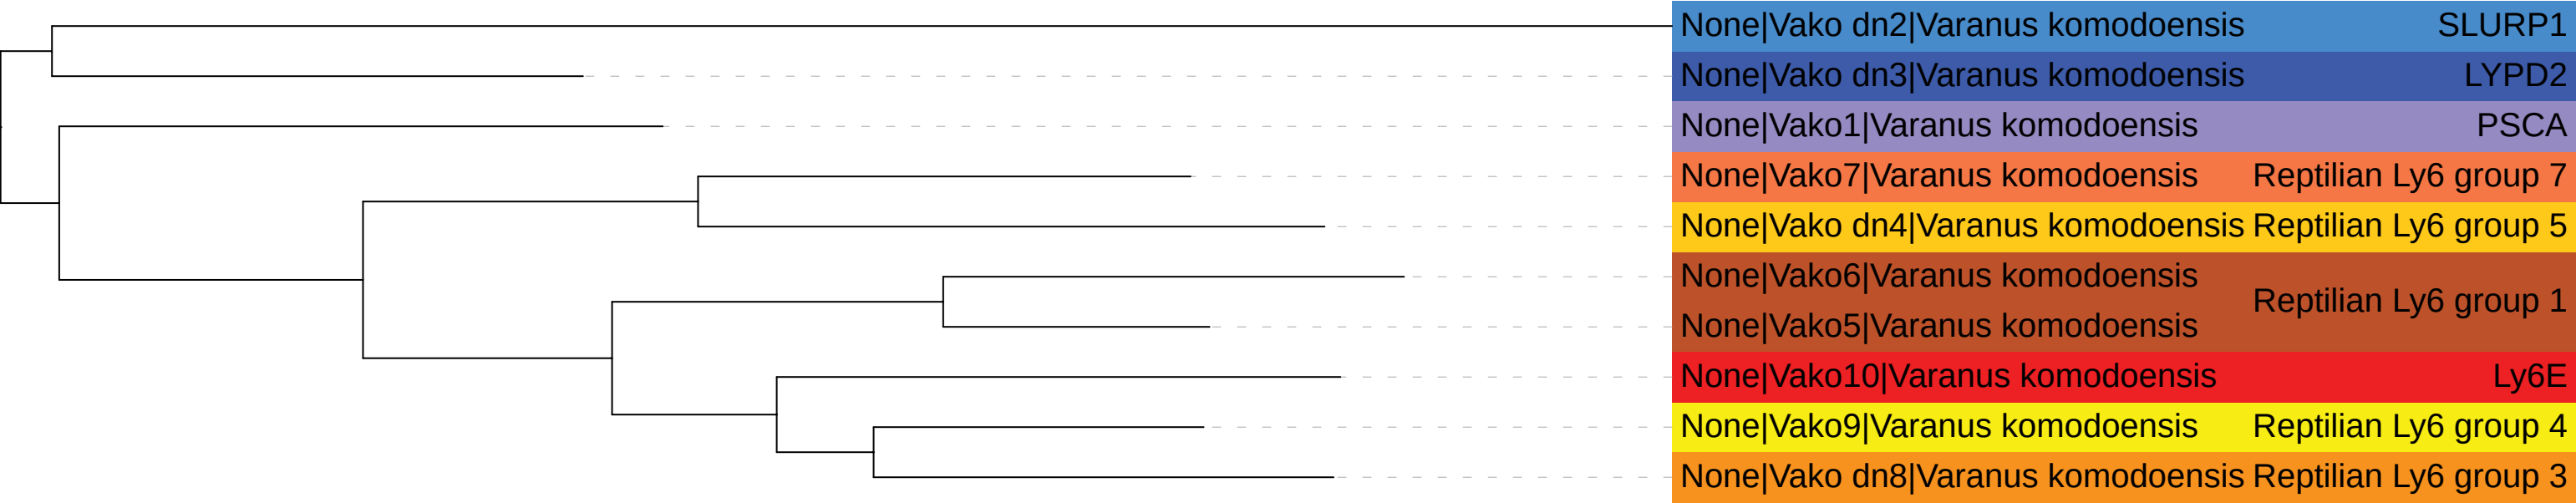 None|Vako dn2|Varanus komodoensis SLURP1
None|Vako dn3|Varanus komodoensis LYPD2
None|Vako1|Varanus komodoensis PSCA
None|Vako7|Varanus komodoensis Reptilian Ly6 group 7
None|Vako dn4|Varanus komodoensis Reptilian Ly6 group 5
None|Vako6|Varanus komodoensis
Reptilian Ly6 group 1
None|Vako5|Varanus komodoensis
None|Vako10|Varanus komodoensis Ly6E
None|Vako9|Varanus komodoensis Reptilian Ly6 group 4
None|Vako dn8|Varanus komodoensis Reptilian Ly6 group 3